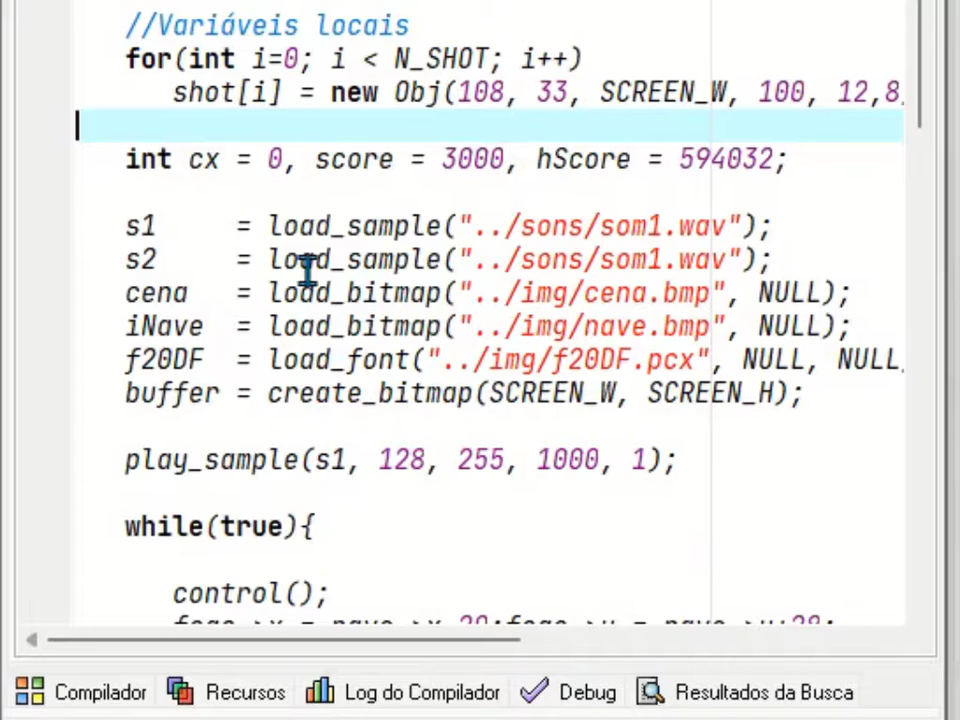 //Variáveis locais
for(int i=0; i < N_SHOT; i++)
shot[i] = new Obj(108, 33, SCREEN_W, 100, 12,8
int cx = 0, score = 3000, hScore = 594032;
s1 = load_sample("../sons/som1.wav");
s2 = load_sample("../sons/som1.wav");
cena = load_bitmap("../img/cena.bmp", NULL);
iNave = load_bitmap("../img/nave.bmp", NULL);
f20DF = load_font("../img/f20DF.pcx", NULL, NULL
buffer = create_bitmap(SCREEN_W, SCREEN_H);
play_sample(s1, 128, 255, 1000, 1);
while(true){
control();
Compilador Recursos Log do Compilador Debug Resultados da Busca